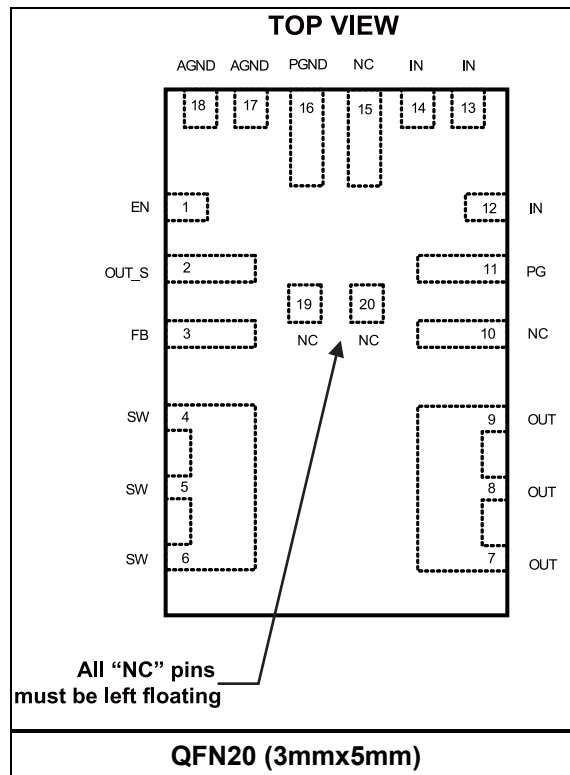 TOP VIEW
AGND AGND PGND NC IN IN
18 17 16 15 14 13
EN 1 12 IN
OUT_S 2 11 PG
19 20
FB 3 NC NC 10 NC
SW 4 9 OUT
SW 5 8 OUT
SW 6 7 OUT
All “NC” pins
must be left floating
QFN20 (3mmx5mm)